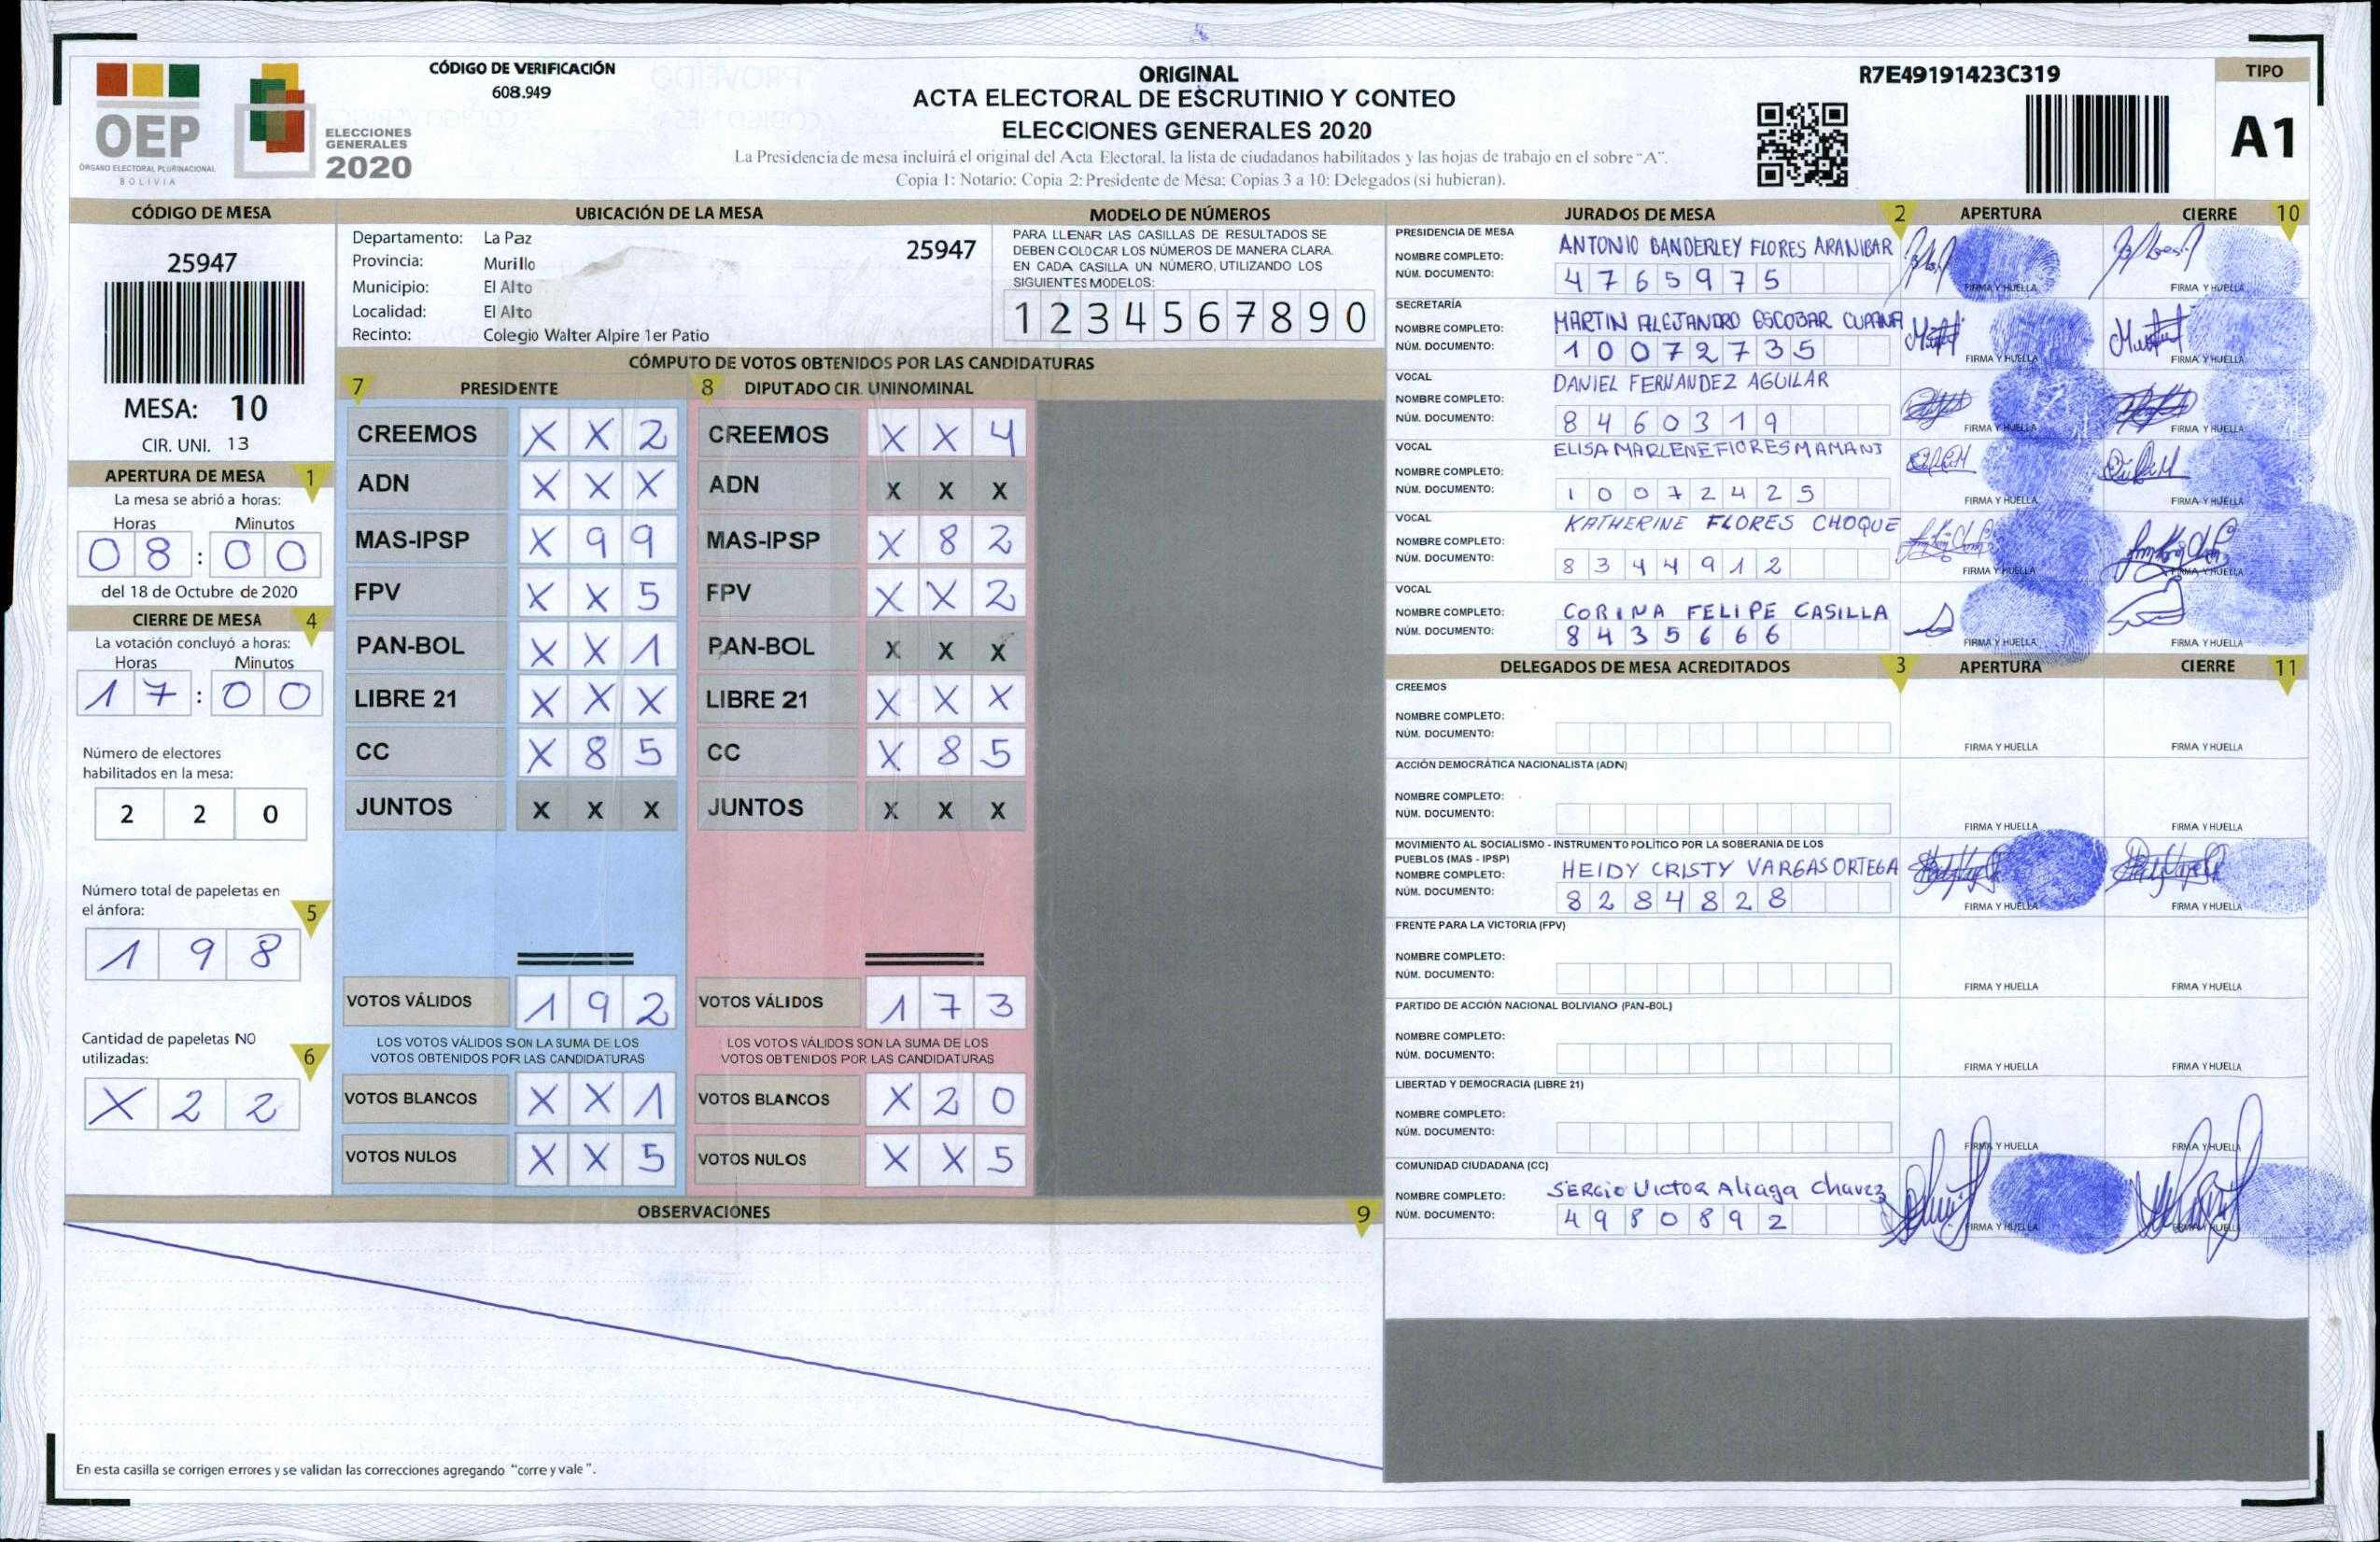 OEP
ÓRGANO ELECTORAL PLURINACIONAL
BOLIVIA
ELECCIONES
GENERALES
2020
CÓDIGO DE VERIFICACIÓN
608.949
ORIGINAL
ACTA ELECTORAL DE ESCRUTINIO Y CONTEO
ELECCIONES GENERALES 2020
La Presidencia de mesa incluirá el original del Acta Electoral, la lista de ciudadanos habilitados y las hojas de trabajo en el sobre "A".
Copia 1: Notario; Copia 2: Presidente de Mesa; Copias 3 a 10: Delegados (si hubieran).
R7E49191423C319
TIPO
A1
CÓDIGO DE MESA
25947
MESA: 10
CIR. UNI. 13
APERTURA DE MESA 1
La mesa se abrió a horas:
Horas Minutos
08:00
del 18 de Octubre de 2020
CIERRE DE MESA 4
La votación concluyó a horas:
Horas Minutos
17:00
Número de electores
habilitados en la mesa:
2 2 0
Número total de papeletas en
el ánfora: 5
1 9 8
Cantidad de papeletas NO
utilizadas: 6
X 2 2
UBICACIÓN DE LA MESA
Departamento: La Paz 25947
Provincia: Murillo
Municipio: El Alto
Localidad: El Alto
Recinto: Colegio Walter Alpire 1er Patio
MODELO DE NÚMEROS
PARA LLENAR LAS CASILLAS DE RESULTADOS SE
DEBEN COLOCAR LOS NÚMEROS DE MANERA CLARA
EN CADA CASILLA UN NÚMERO, UTILIZANDO LOS
SIGUIENTES MODELOS:
1 2 3 4 5 6 7 8 9 0
CÓMPUTO DE VOTOS OBTENIDOS POR LAS CANDIDATURAS
7 PRESIDENTE
CREEMOS X X 2
ADN X X X
MAS-IPSP X 9 9
FPV X X 5
PAN-BOL X X 1
LIBRE 21 X X X
CC X 8 5
JUNTOS X X X
VOTOS VÁLIDOS 1 9 2
LOS VOTOS VÁLIDOS SON LA SUMA DE LOS
VOTOS OBTENIDOS POR LAS CANDIDATURAS
VOTOS BLANCOS X X 1
VOTOS NULOS X X 5
8 DIPUTADO CIR. UNINOMINAL
CREEMOS X X 4
ADN X X X
MAS-IPSP X 8 2
FPV X X 2
PAN-BOL X X X
LIBRE 21 X X X
CC X 8 5
JUNTOS X X X
VOTOS VÁLIDOS 1 7 3
LOS VOTOS VÁLIDOS SON LA SUMA DE LOS
VOTOS OBTENIDOS POR LAS CANDIDATURAS
VOTOS BLANCOS X 2 0
VOTOS NULOS X X 5
OBSERVACIONES 9
En esta casilla se corrigen errores y se validan las correcciones agregando "corre y vale".
JURADOS DE MESA 2 APERTURA CIERRE 10
PRESIDENCIA DE MESA
NOMBRE COMPLETO: ANTONIO BANDERLEY FLORES ARANIBAR
NÚM. DOCUMENTO: 4765975
FIRMA Y HUELLA FIRMA Y HUELLA
SECRETARÍA
NOMBRE COMPLETO: MARTIN ALEJANDRO ESCOBAR
NÚM. DOCUMENTO: 10072735
FIRMA Y HUELLA FIRMA Y HUELLA
VOCAL
NOMBRE COMPLETO: DANIEL FERNANDEZ AGUILAR
NÚM. DOCUMENTO: 8460319
FIRMA Y HUELLA FIRMA Y HUELLA
VOCAL
NOMBRE COMPLETO: ELISA MARLENE FLORES MAMANI
NÚM. DOCUMENTO: 10072425
FIRMA Y HUELLA FIRMA Y HUELLA
VOCAL
NOMBRE COMPLETO: KATHERINE FLORES CHOQUE
NÚM. DOCUMENTO: 8344912
FIRMA Y HUELLA FIRMA Y HUELLA
VOCAL
NOMBRE COMPLETO: CORINA FELIPE CASILLA
NÚM. DOCUMENTO: 8435666
FIRMA Y HUELLA FIRMA Y HUELLA
DELEGADOS DE MESA ACREDITADOS 3 APERTURA CIERRE 11
CREEMOS
NOMBRE COMPLETO:
NÚM. DOCUMENTO:
FIRMA Y HUELLA FIRMA Y HUELLA
ACCIÓN DEMOCRÁTICA NACIONALISTA (ADN)
NOMBRE COMPLETO:
NÚM. DOCUMENTO:
FIRMA Y HUELLA FIRMA Y HUELLA
MOVIMIENTO AL SOCIALISMO - INSTRUMENTO POLÍTICO POR LA SOBERANIA DE LOS
PUEBLOS (MAS - IPSP)
NOMBRE COMPLETO: HEIDY CRISTY VARGAS ORTEGA
NÚM. DOCUMENTO: 8284828
FIRMA Y HUELLA FIRMA Y HUELLA
FRENTE PARA LA VICTORIA (FPV)
NOMBRE COMPLETO:
NÚM. DOCUMENTO:
FIRMA Y HUELLA FIRMA Y HUELLA
PARTIDO DE ACCIÓN NACIONAL BOLIVIANO (PAN-BOL)
NOMBRE COMPLETO:
NÚM. DOCUMENTO:
FIRMA Y HUELLA FIRMA Y HUELLA
LIBERTAD Y DEMOCRACIA (LIBRE 21)
NOMBRE COMPLETO:
NÚM. DOCUMENTO:
FIRMA Y HUELLA FIRMA Y HUELLA
COMUNIDAD CIUDADANA (CC)
NOMBRE COMPLETO: SERGIO VICTOR Aliaga Chavez
NÚM. DOCUMENTO: 4980892
FIRMA Y HUELLA FIRMA Y HUELLA